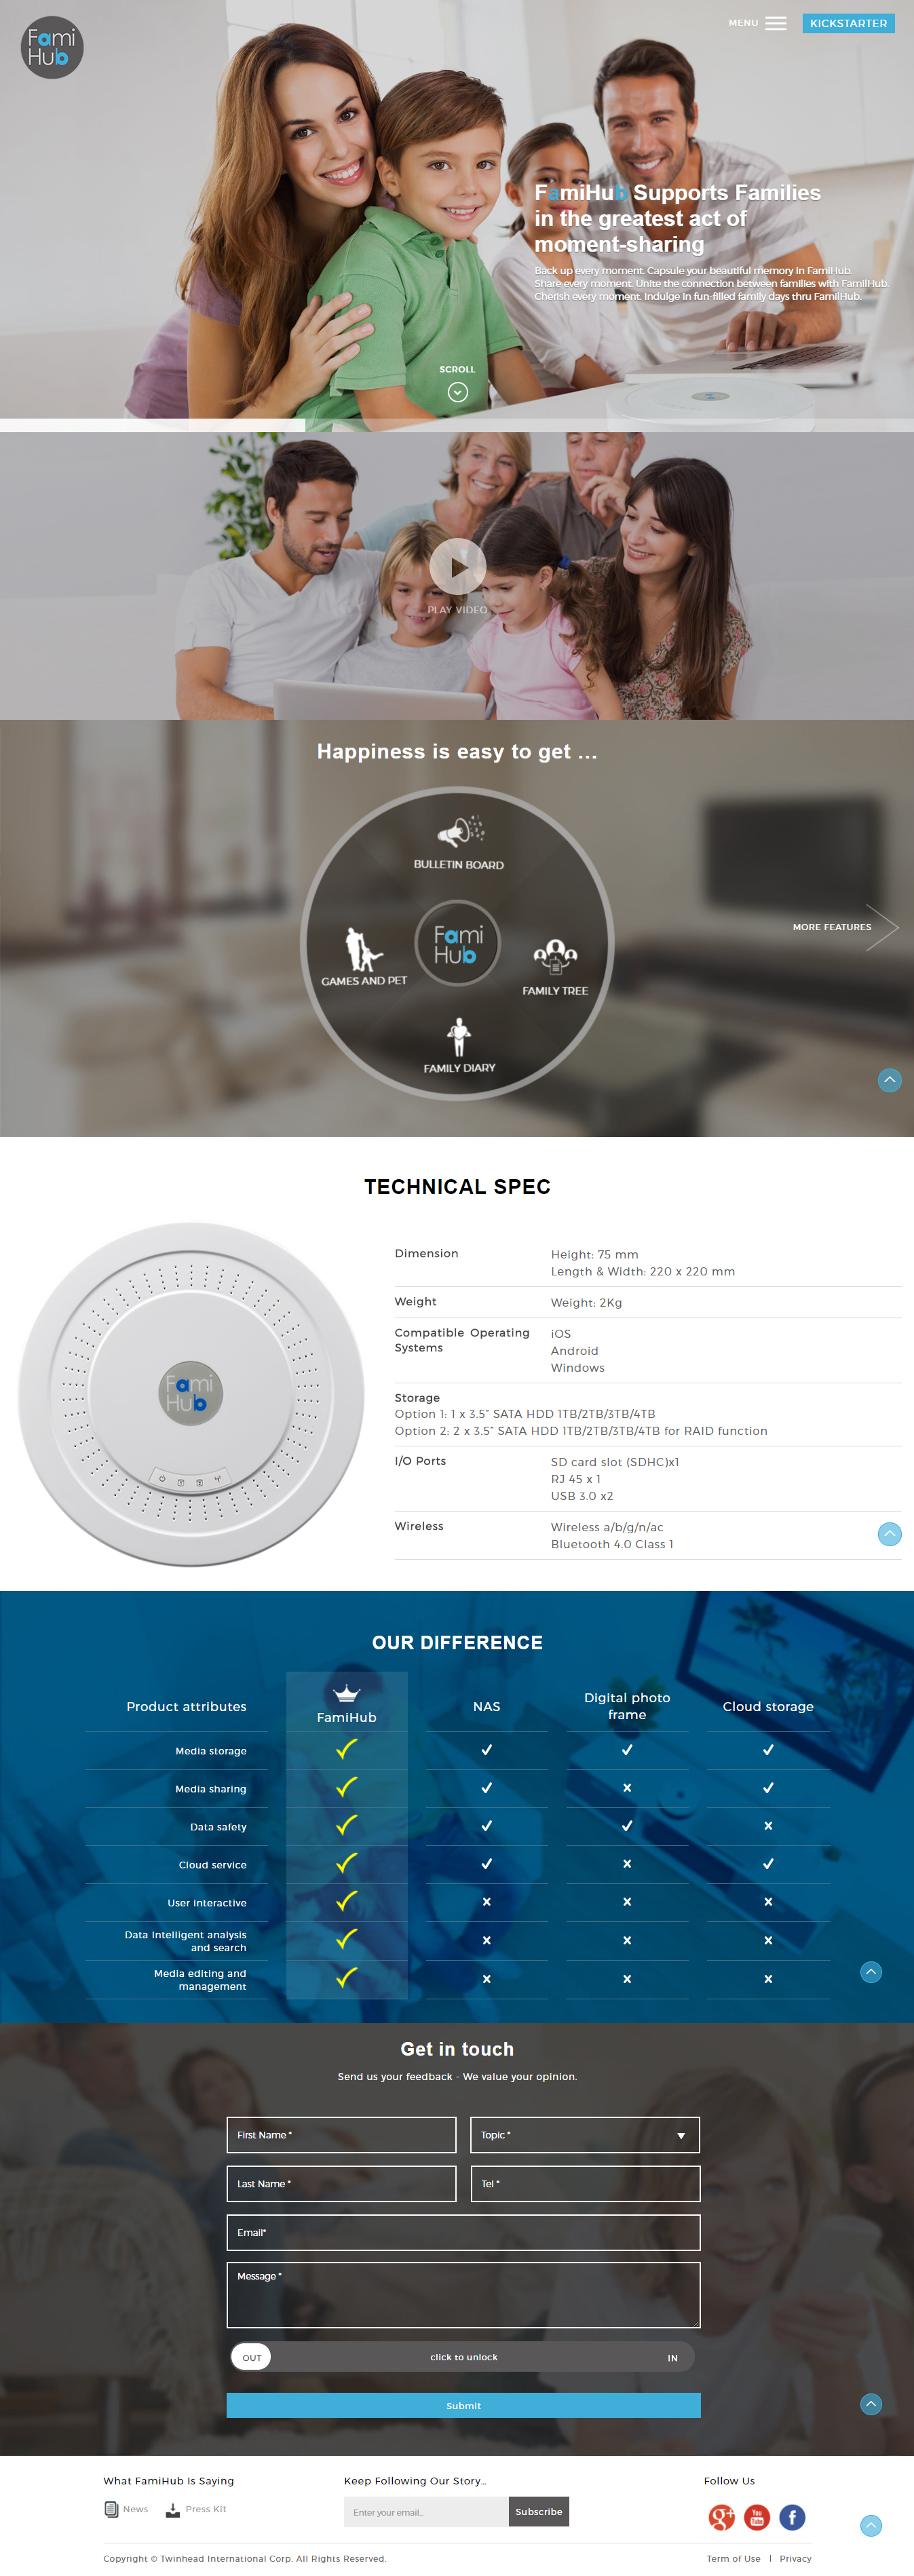 Fami
Hub
MENU
KICKSTARTER
FamiHub Supports Families
in the greatest act of
moment-sharing
Back up every moment. Capsule your beautiful memory in FamiHub.
Share every moment. Unite the connection between families with FamilHub.
Cherish every moment. Indulge in fun-filled family days thru FamilHub.
SCROLL
PLAY VIDEO
Happiness is easy to get ...
BULLETIN BOARD
Fami
Hub
GAMES AND PET
FAMILY TREE
FAMILY DIARY
MORE FEATURES
TECHNICAL SPEC
Fami
Hub
Dimension
Height: 75 mm
Length & Width: 220 x 220 mm
Weight
Weight: 2Kg
Compatible Operating
Systems
iOS
Android
Windows
Storage
Option 1: 1 x 3.5" SATA HDD 1TB/2TB/3TB/4TB
Option 2: 2 x 3.5" SATA HDD 1TB/2TB/3TB/4TB for RAID function
I/O Ports
SD card slot (SDHC)x1
RJ 45 x 1
USB 3.0 x2
Wireless
Wireless a/b/g/n/ac
Bluetooth 4.0 Class 1
OUR DIFFERENCE
Product attributes
FamiHub
NAS
Digital photo
frame
Cloud storage
Media storage
Media sharing
Data safety
Cloud service
User interactive
Data intelligent analysis
and search
Media editing and
management
Get in touch
Send us your feedback - We value your opinion.
First Name *
Topic *
Last Name *
Tel *
Email*
Message *
OUT
click to unlock
IN
Submit
What FamiHub Is Saying
Keep Following Our Story...
Follow Us
News
Press Kit
Enter your email...
Subscribe
g+
You
Tube
f
Copyright © Twinhead International Corp. All Rights Reserved.
Term of Use | Privacy